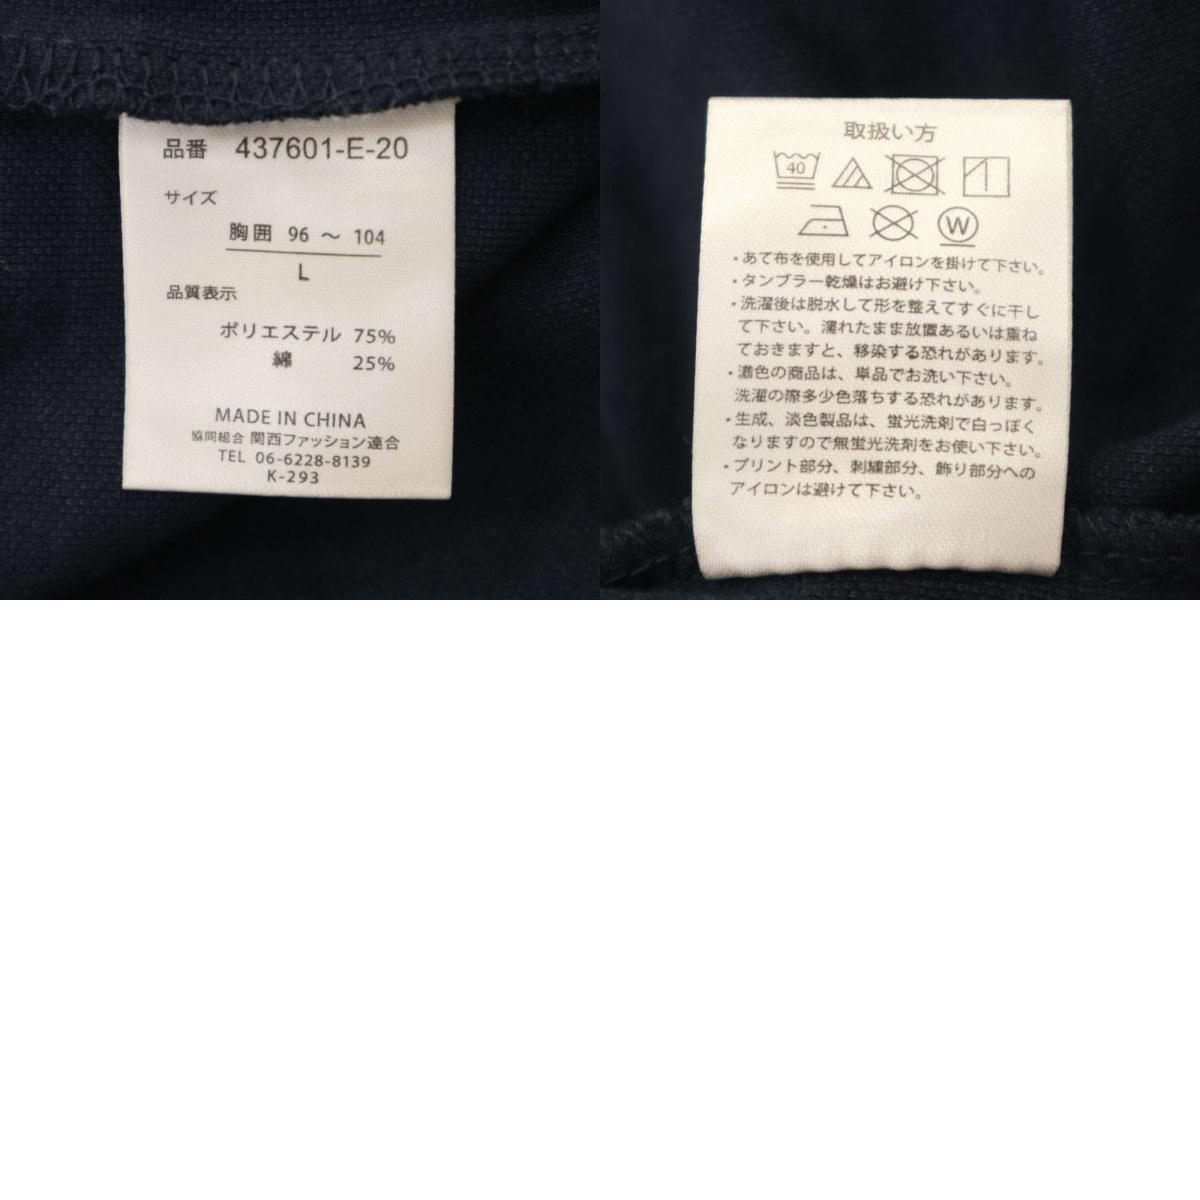 品番 437601-E-20
サイズ
胸囲 96 ～ 104
L
品質表示
ポリエステル 75%
綿 25%
MADE IN CHINA
協同組合 関西ファッション連合
TEL 06-6228-8139
K-293
取扱い方
40
W
・あて布を使用してアイロンを掛けて下さい。
・タンブラー乾燥はお避け下さい。
・洗濯後は脱水して形を整えてすぐに干し
て下さい。濡れたまま放置あるいは重ね
ておきますと、移染する恐れがあります。
・濃色の商品は、単品でお洗い下さい。
洗濯の際多少色落ちする恐れがあります。
・生成、淡色製品は、蛍光洗剤で白っぽく
なりますので無蛍光洗剤をお使い下さい。
・プリント部分、刺繍部分、飾り部分への
アイロンは避けて下さい。